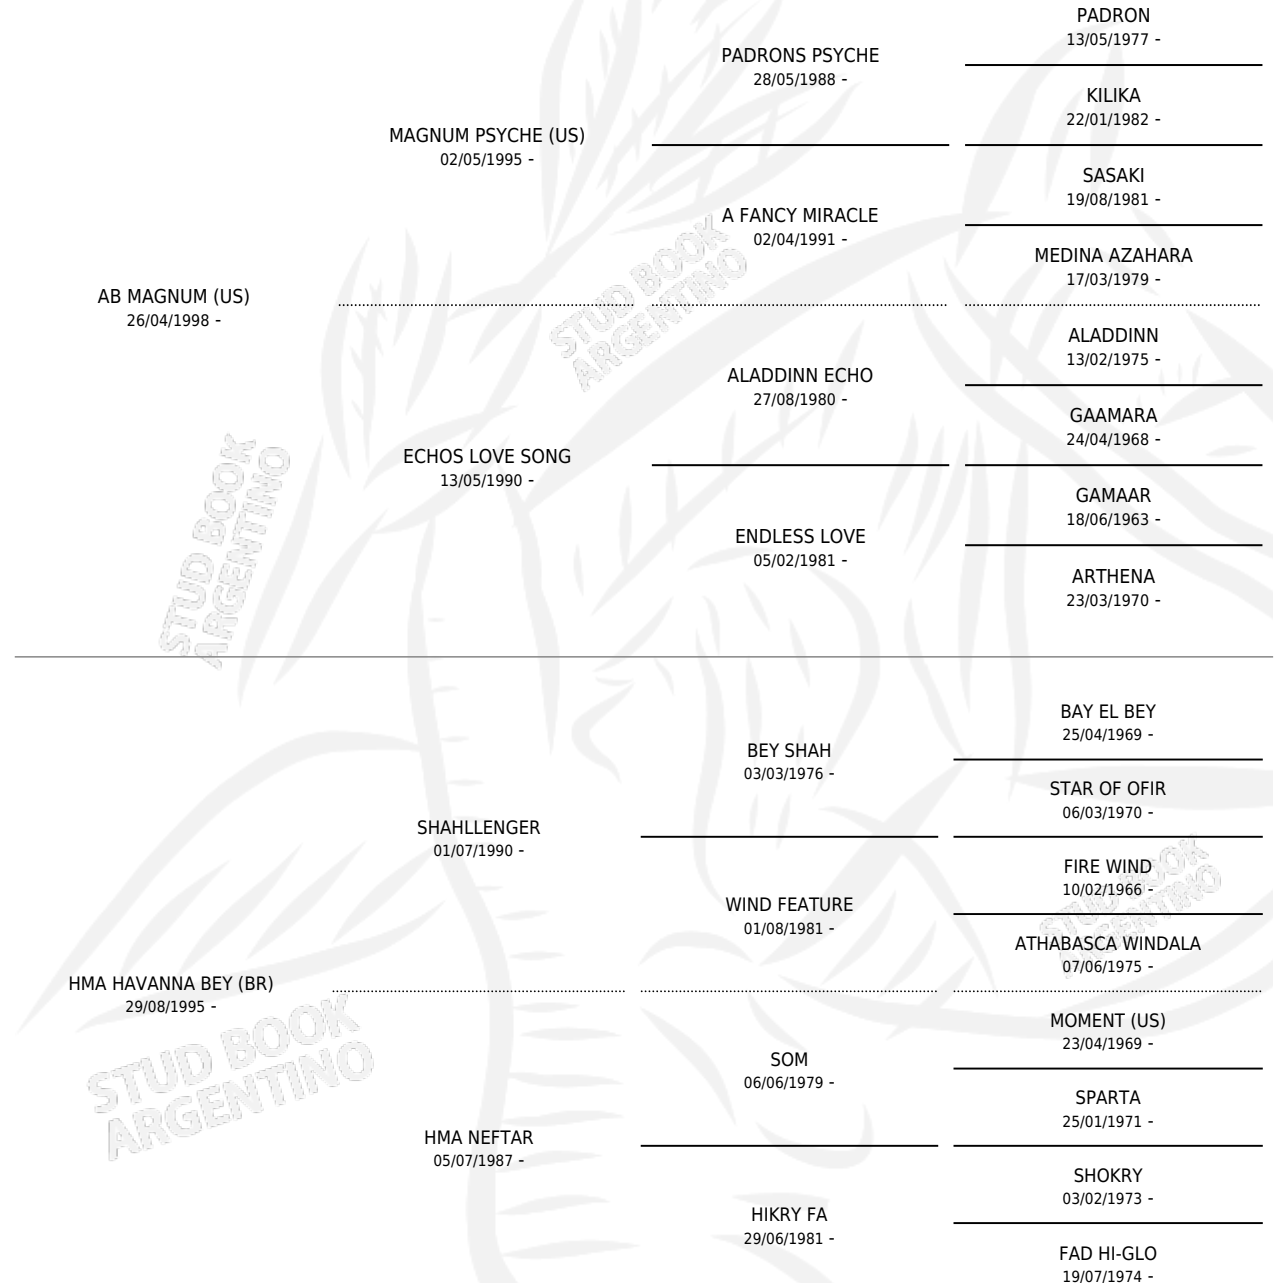 PADRON
13/05/1977 -
PADRONS PSYCHE
28/05/1988 -
KILIKA
22/01/1982 -
MAGNUM PSYCHE (US)
02/05/1995 -
SASAKI
19/08/1981 -
A FANCY MIRACLE
02/04/1991 -
MEDINA AZAHARA
17/03/1979 -
AB MAGNUM (US)
26/04/1998 -
ALADDINN
13/02/1975 -
ALADDINN ECHO
27/08/1980 -
GAAMARA
24/04/1968 -
ECHOS LOVE SONG
13/05/1990 -
GAMAAR
18/06/1963 -
ENDLESS LOVE
05/02/1981 -
ARTHENA
23/03/1970 -
BAY EL BEY
25/04/1969 -
BEY SHAH
03/03/1976 -
STAR OF OFIR
06/03/1970 -
SHAHLLENGER
01/07/1990 -
FIRE WIND
10/02/1966 -
WIND FEATURE
01/08/1981 -
ATHABASCA WINDALA
07/06/1975 -
HMA HAVANNA BEY (BR)
29/08/1995 -
MOMENT (US)
23/04/1969 -
SOM
06/06/1979 -
SPARTA
25/01/1971 -
HMA NEFTAR
05/07/1987 -
SHOKRY
03/02/1973 -
HIKRY FA
29/06/1981 -
FAD HI-GLO
19/07/1974 -
STUD BOOK
ARGENTINO
STUD BOOK
ARGENTINO
STUD BOOK
ARGENTINO
STUD BOOK
ARGENTINO